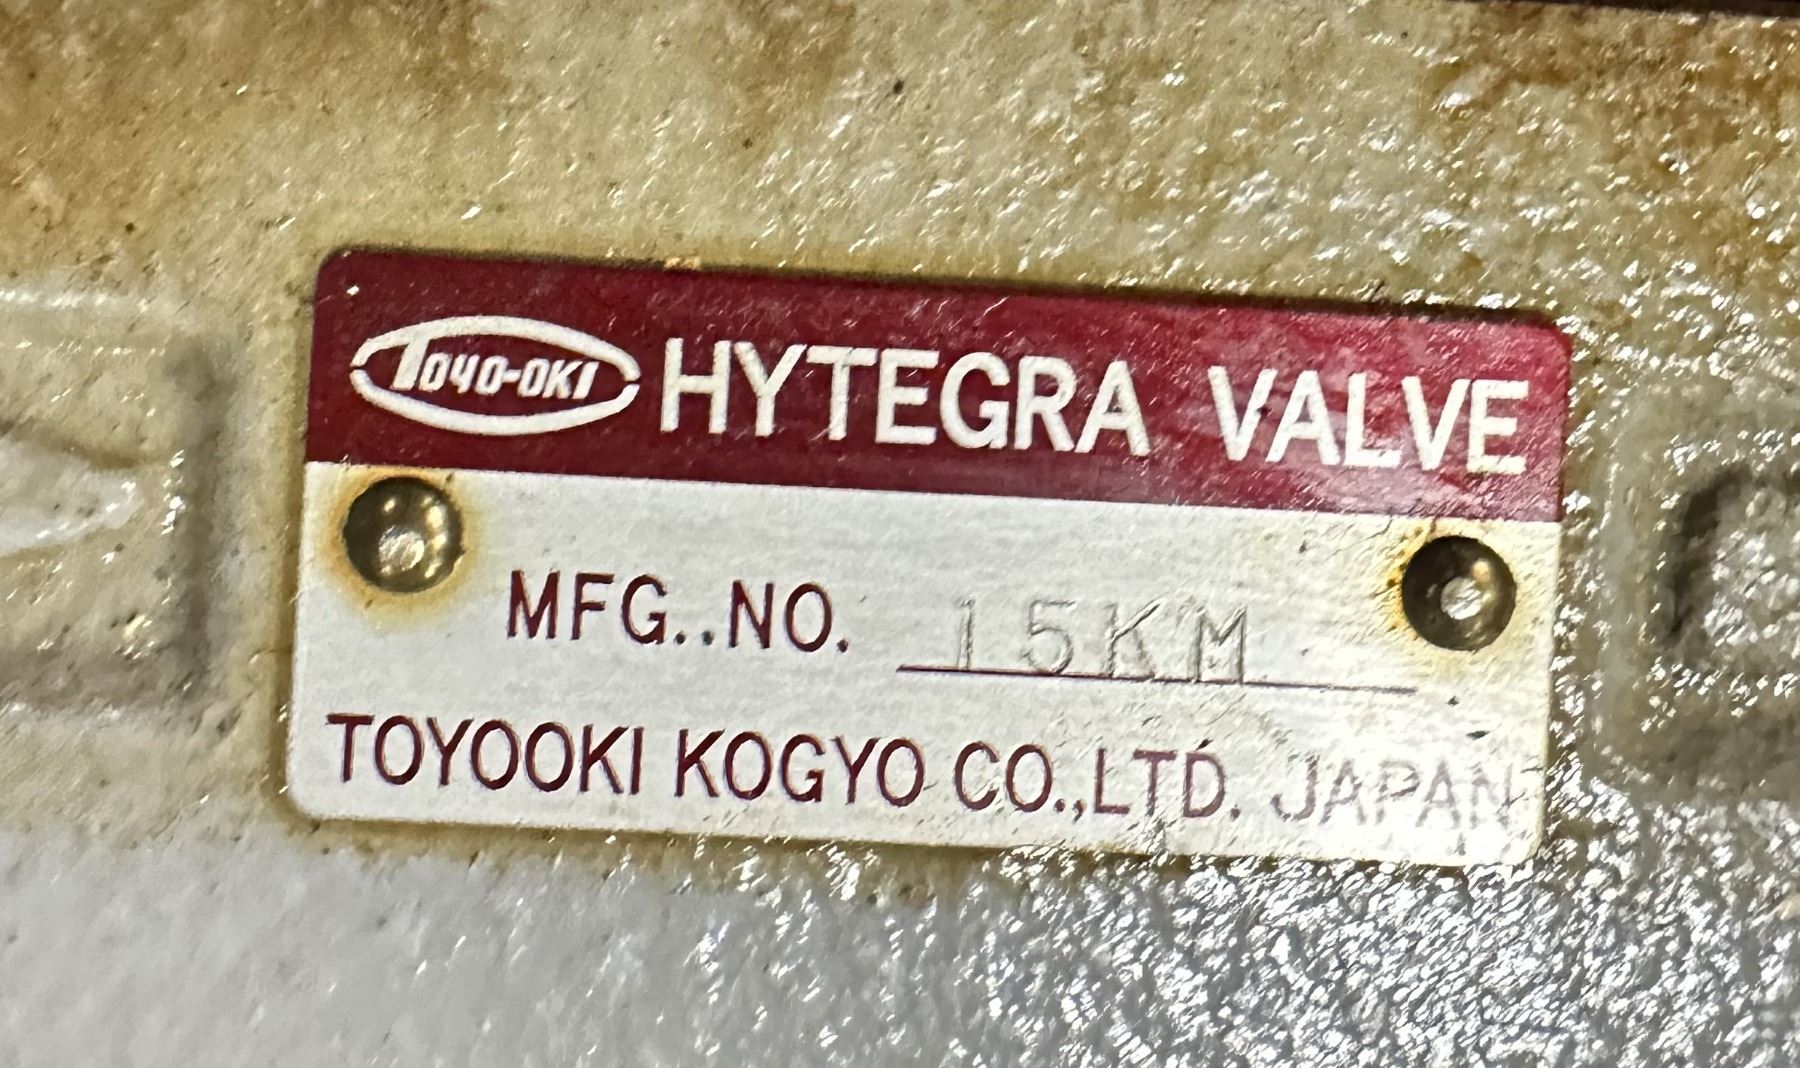 TOYO-OKI HYTEGRA VALVE
MFG..NO. 15KM
TOYOOKI KOGYO CO.,LTD. JAPAN